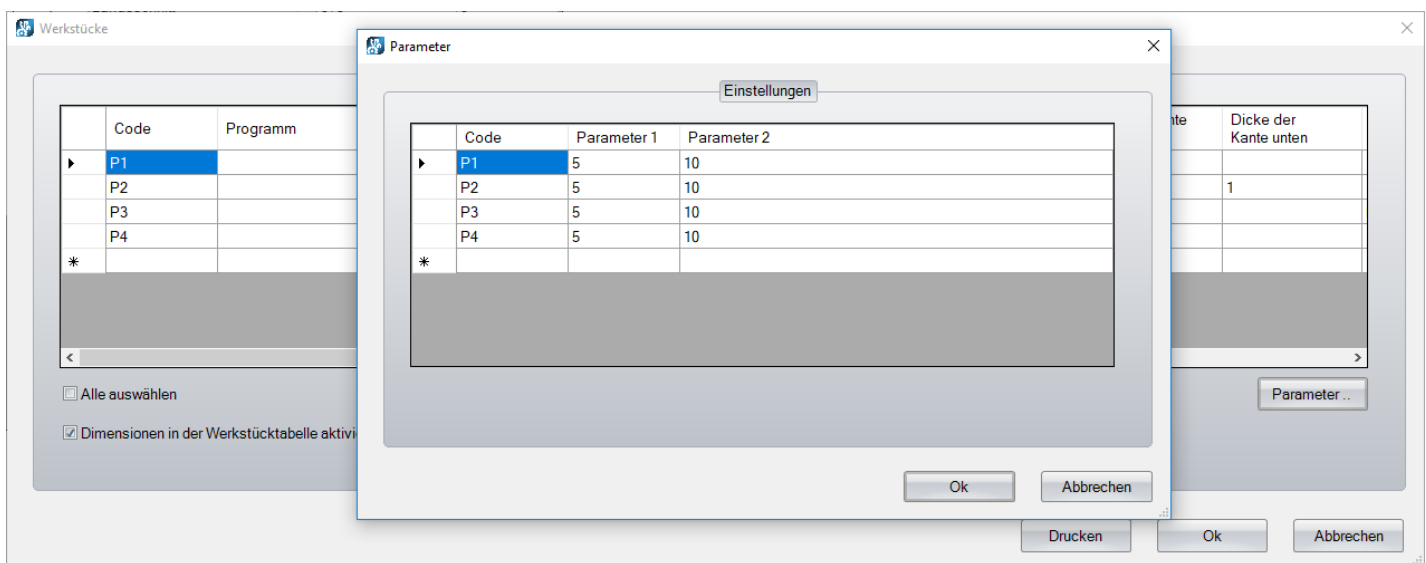 Werkstücke
Parameter
Einstellungen
Code Programm
Code Parameter 1 Parameter 2
Dicke der
Kante unten
P1
P2 1
P3
P4
*
P1 5 10
P2 5 10
P3 5 10
P4 5 10
*
Alle auswählen
Parameter ..
Dimensionen in der Werkstücktabelle aktivi
Ok Abbrechen
Drucken Ok Abbrechen